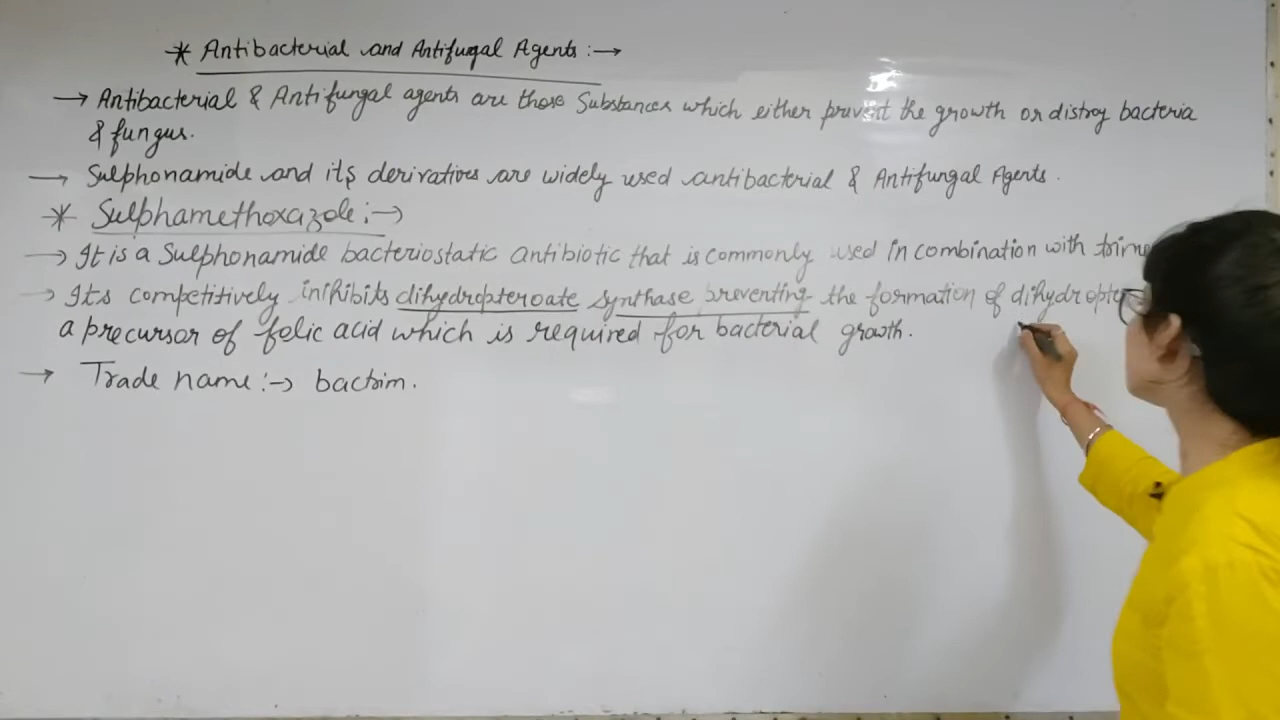 * Antibacterial and Antifungal Agents :→
→ Antibacterial & Antifungal agents are those Substances which either prevent the growth or distroy bacteria
& fungus.
→ Sulphonamide and its derivatives are widely used antibacterial & Antifungal Agents.
* Sulphamethoxazole :→
→ It is a Sulphonamide bacteriostatic antibiotic that is commonly used in combination with
→ Its competitively inhibits dihydropteroate synthase preventing the formation of
a precursor of folic acid which is required for bacterial growth.
→ Trade name :→ bactrim.